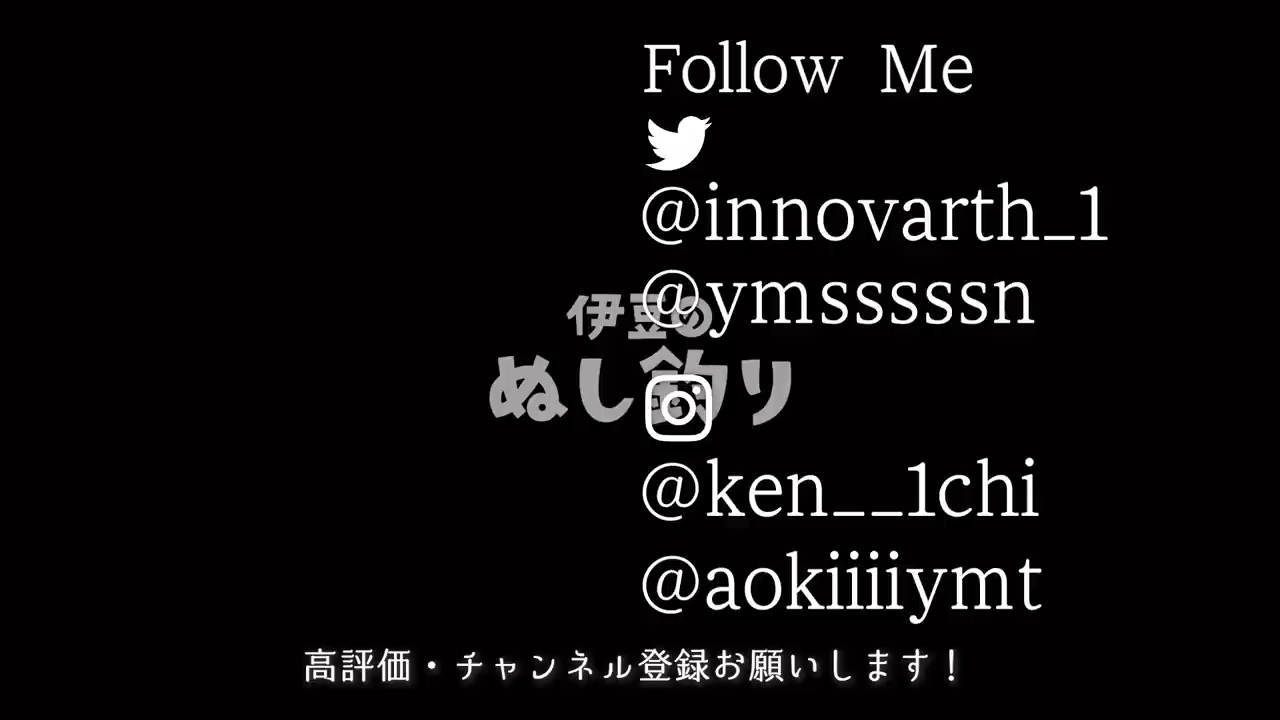 Follow Me
@innovarth_1
@ymsssssn
伊豆の
ぬし釣り
@ken__1chi
@aokiiiiymt
高評価・チャンネル登録お願いします！